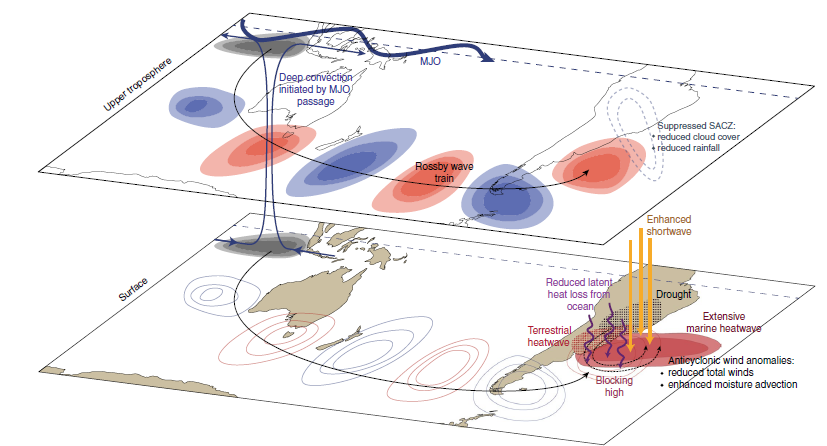 Upper troposphere
MJO
Deep convection
initiated by MJO
passage
Suppressed SACZ:
• reduced cloud cover
• reduced rainfall
Rossby wave
train
Enhanced
shortwave
Surface
Reduced latent
heat loss from
ocean
Drought
Terrestrial
heatwave
Extensive
marine heatwave
Blocking
high
Anticyclonic wind anomalies:
• reduced total winds
• enhanced moisture advection